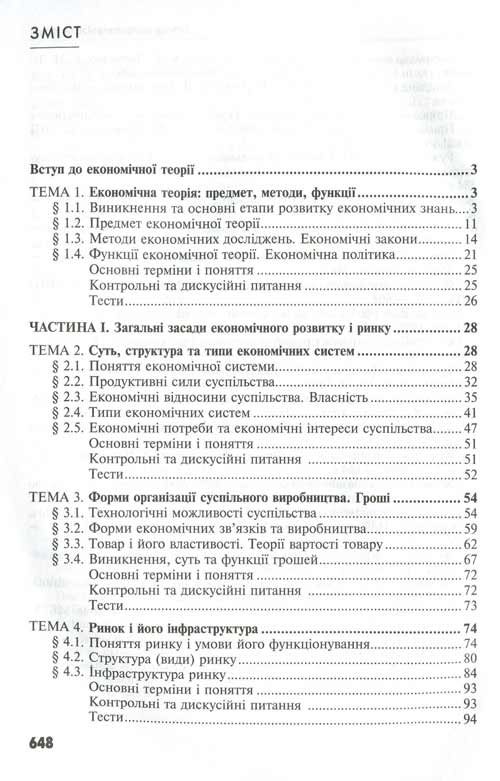 ЗМІСТ
Вступ до економічної теорії ........ 3
ТЕМА 1. Економічна теорія: предмет, методи, функції ........ 3
§ 1.1. Виникнення та основні етапи розвитку економічних знань .... 3
§ 1.2. Предмет економічної теорії ........ 11
§ 1.3. Методи економічних досліджень. Економічні закони ........ 14
§ 1.4. Функції економічної теорії. Економічна політика ........ 21
Основні терміни і поняття ........ 25
Контрольні та дискусійні питання ........ 25
Тести ........ 26
ЧАСТИНА I. Загальні засади економічного розвитку і ринку ........ 28
ТЕМА 2. Суть, структура та типи економічних систем ........ 28
§ 2.1. Поняття економічної системи ........ 28
§ 2.2. Продуктивні сили суспільства ........ 32
§ 2.3. Економічні відносини суспільства. Власність ........ 35
§ 2.4. Типи економічних систем ........ 41
§ 2.5. Економічні потреби та економічні інтереси суспільства ........ 47
Основні терміни і поняття ........ 51
Контрольні та дискусійні питання ........ 51
Тести ........ 52
ТЕМА 3. Форми організації суспільного виробництва. Гроші ........ 54
§ 3.1. Технологічні можливості суспільства ........ 54
§ 3.2. Форми економічних зв’язків та виробництва ........ 59
§ 3.3. Товар і його властивості. Теорії вартості товару ........ 62
§ 3.4. Виникнення, суть та функції грошей ........ 67
Основні терміни і поняття ........ 72
Контрольні та дискусійні питання ........ 72
Тести ........ 73
ТЕМА 4. Ринок і його інфраструктура ........ 74
§ 4.1. Поняття ринку і умови його функціонування ........ 74
§ 4.2. Структура (види) ринку ........ 80
§ 4.3. Інфраструктура ринку ........ 84
Основні терміни і поняття ........ 93
Контрольні та дискусійні питання ........ 93
Тести ........ 94
648